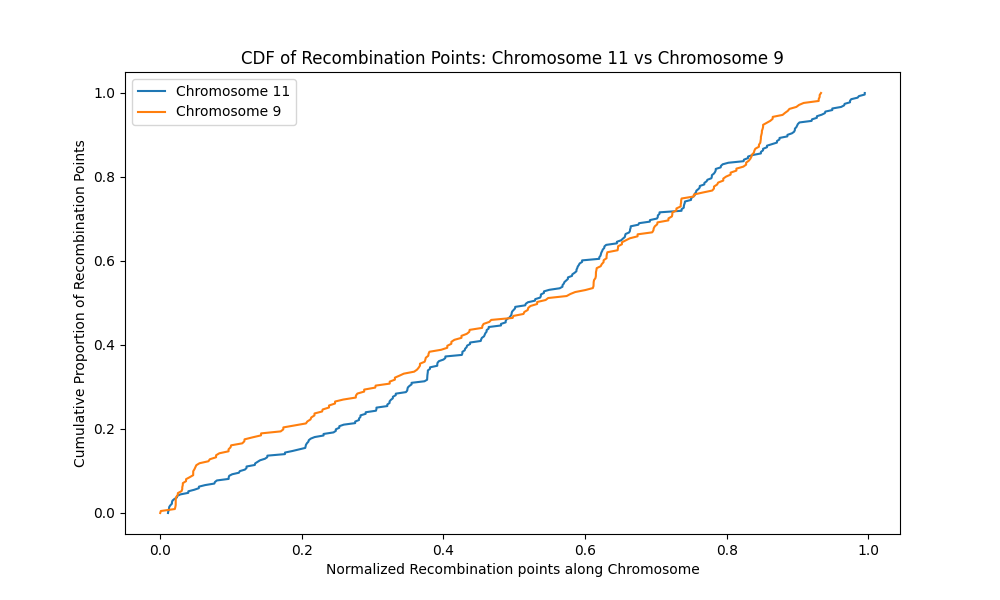 CDF of Recombination Points: Chromosome 11 vs Chromosome 9
Chromosome 11
Chromosome 9
1.0
0.8
0.6
0.4
0.2
0.0
Cumulative Proportion of Recombination Points
0.0 0.2 0.4 0.6 0.8 1.0
Normalized Recombination points along Chromosome